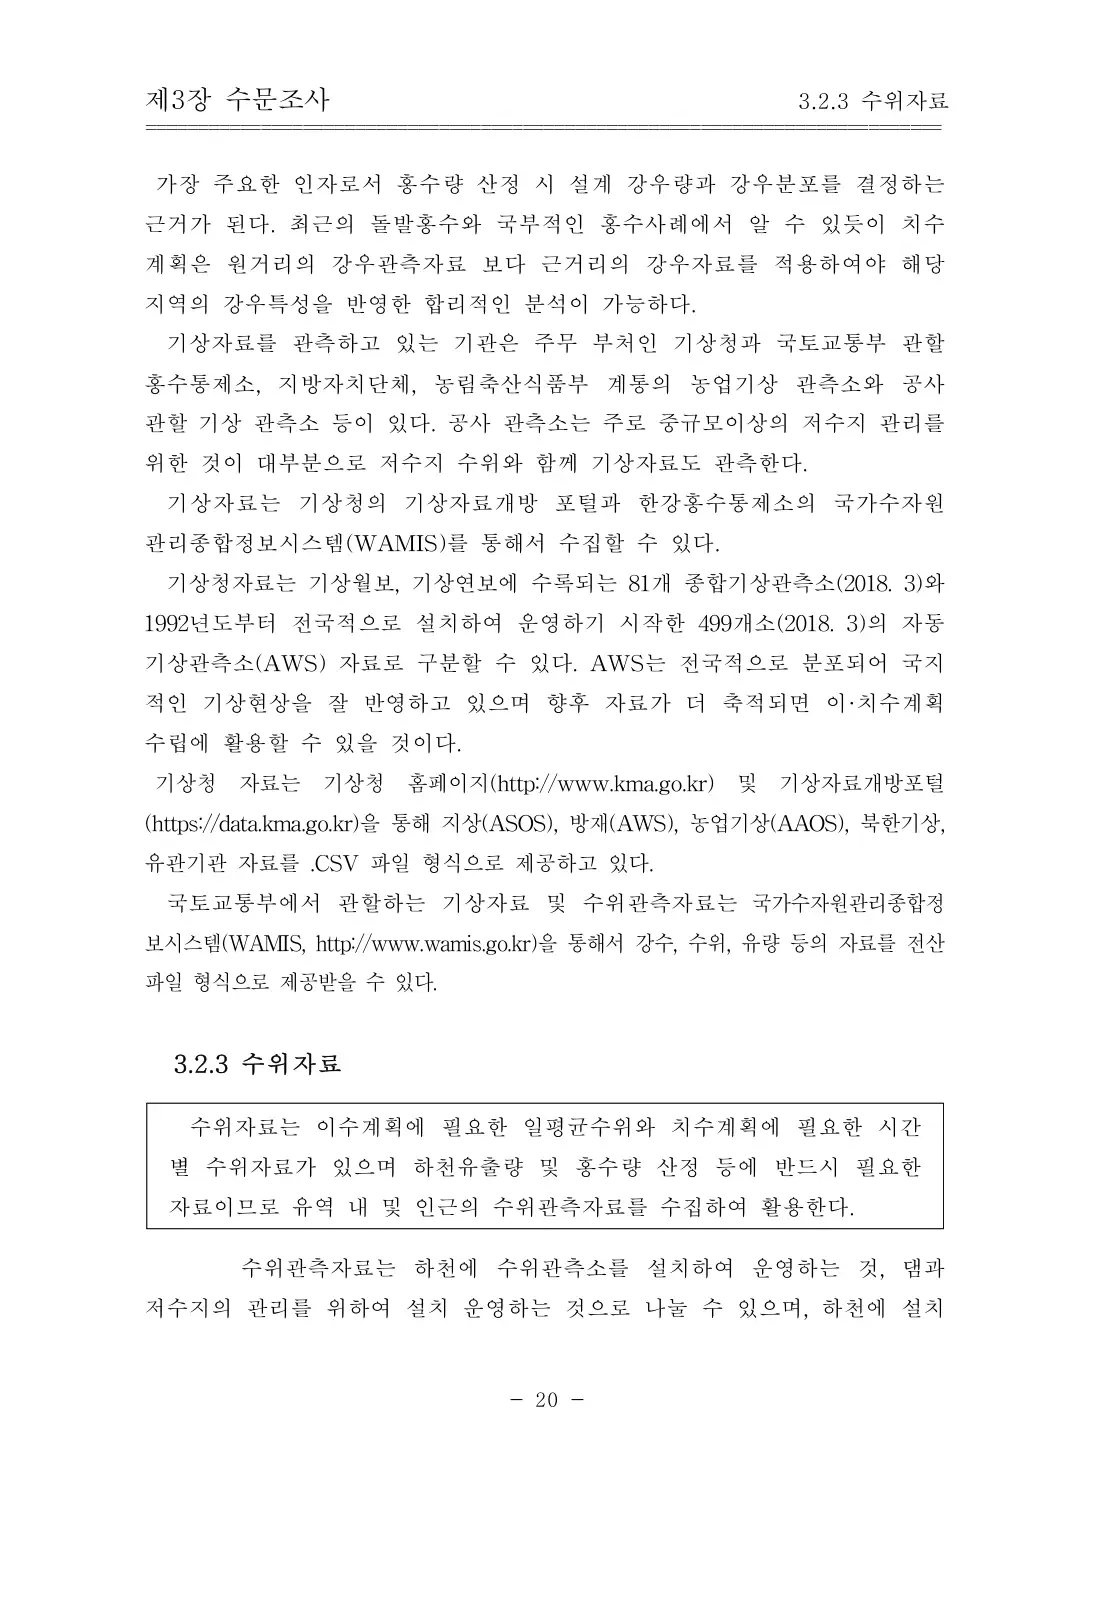 제3장 수문조사 3.2.3 수위자료
가장 주요한 인자로서 홍수량 산정 시 설계 강우량과 강우분포를 결정하는
근거가 된다. 최근의 돌발홍수와 국부적인 홍수사례에서 알 수 있듯이 치수
계획은 원거리의 강우관측자료 보다 근거리의 강우자료를 적용하여야 해당
지역의 강우특성을 반영한 합리적인 분석이 가능하다.
기상자료를 관측하고 있는 기관은 주무 부처인 기상청과 국토교통부 관할
홍수통제소, 지방자치단체, 농림축산식품부 계통의 농업기상 관측소와 공사
관할 기상 관측소 등이 있다. 공사 관측소는 주로 중규모이상의 저수지 관리를
위한 것이 대부분으로 저수지 수위와 함께 기상자료도 관측한다.
기상자료는 기상청의 기상자료개방 포털과 한강홍수통제소의 국가수자원
관리종합정보시스템(WAMIS)를 통해서 수집할 수 있다.
기상청자료는 기상월보, 기상연보에 수록되는 81개 종합기상관측소(2018. 3)와
1992년도부터 전국적으로 설치하여 운영하기 시작한 499개소(2018. 3)의 자동
기상관측소(AWS) 자료로 구분할 수 있다. AWS는 전국적으로 분포되어 국지
적인 기상현상을 잘 반영하고 있으며 향후 자료가 더 축적되면 이·치수계획
수립에 활용할 수 있을 것이다.
기상청 자료는 기상청 홈페이지(http://www.kma.go.kr) 및 기상자료개방포털
(https://data.kma.go.kr)을 통해 지상(ASOS), 방재(AWS), 농업기상(AAOS), 북한기상,
유관기관 자료를 .CSV 파일 형식으로 제공하고 있다.
국토교통부에서 관할하는 기상자료 및 수위관측자료는 국가수자원관리종합정
보시스템(WAMIS, http://www.wamis.go.kr)을 통해서 강수, 수위, 유량 등의 자료를 전산
파일 형식으로 제공받을 수 있다.
3.2.3 수위자료
수위자료는 이수계획에 필요한 일평균수위와 치수계획에 필요한 시간
별 수위자료가 있으며 하천유출량 및 홍수량 산정 등에 반드시 필요한
자료이므로 유역 내 및 인근의 수위관측자료를 수집하여 활용한다.
수위관측자료는 하천에 수위관측소를 설치하여 운영하는 것, 댐과
저수지의 관리를 위하여 설치 운영하는 것으로 나눌 수 있으며, 하천에 설치
- 20 -